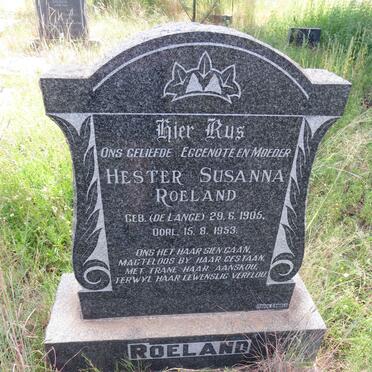 Hier Rus
ONS GELIEFDE EGGENOTE EN MOEDER
HESTER SUSANNA
ROELAND
GEB. (DE LANGE) 29.6.1905.
OORL. 15.8.1953.
ONS HET HAAR SIEN GAAN,
MAGTELOOS BY HAAR GESTAAN,
MET TRANE HAAR AANSKOU,
TERWYL HAAR LEWENSLIG VERFLOU.
ROELAND